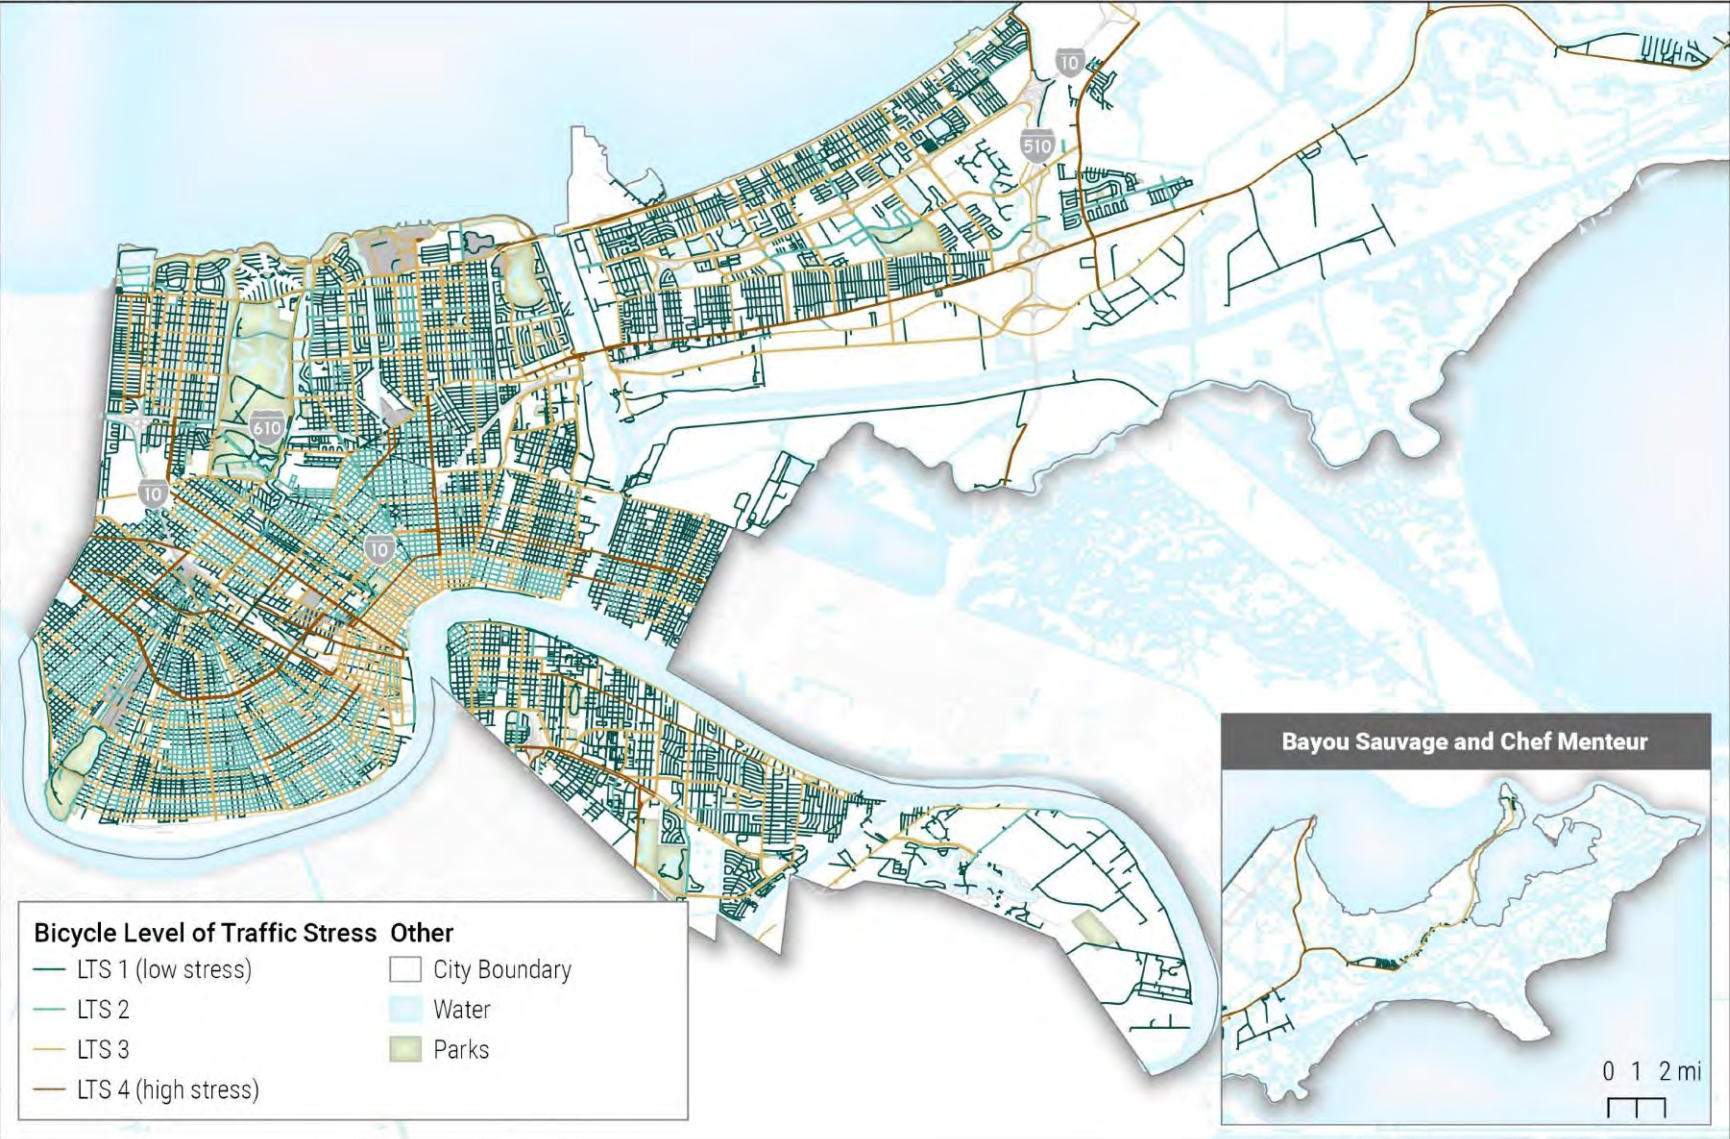 10
510
610
10
10
Bayou Sauvage and Chef Menteur
0 1 2 mi
Bicycle Level of Traffic Stress
LTS 1 (low stress)
LTS 2
LTS 3
LTS 4 (high stress)
Other
City Boundary
Water
Parks